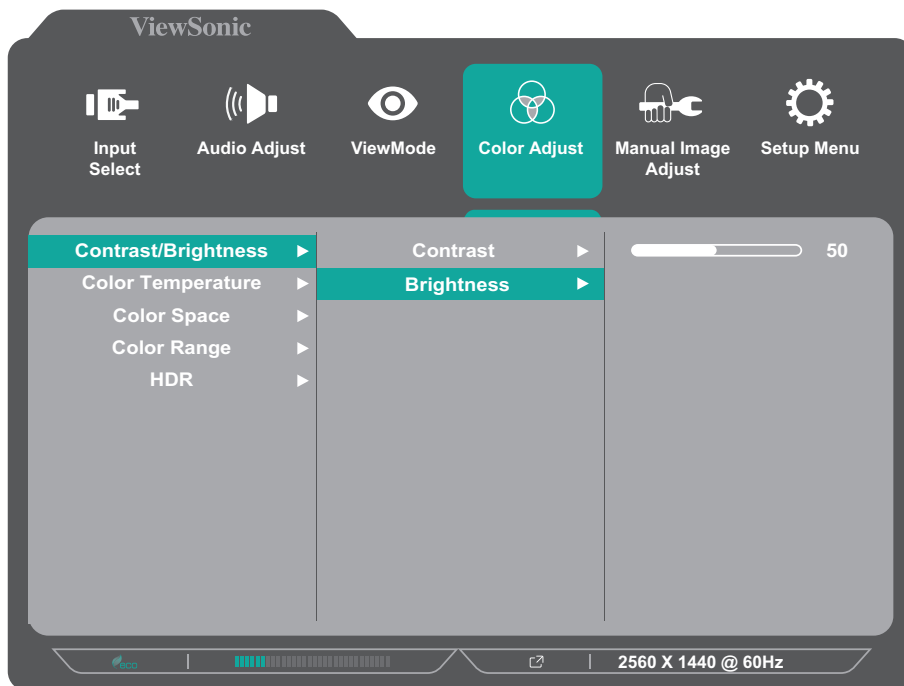 ViewSonic
Input
Select
Audio Adjust
ViewMode
Color Adjust
Manual Image
Adjust
Setup Menu
Contrast/Brightness
Contrast
50
Color Temperature
Brightness
Color Space
Color Range
HDR
eco
2560 X 1440 @ 60Hz